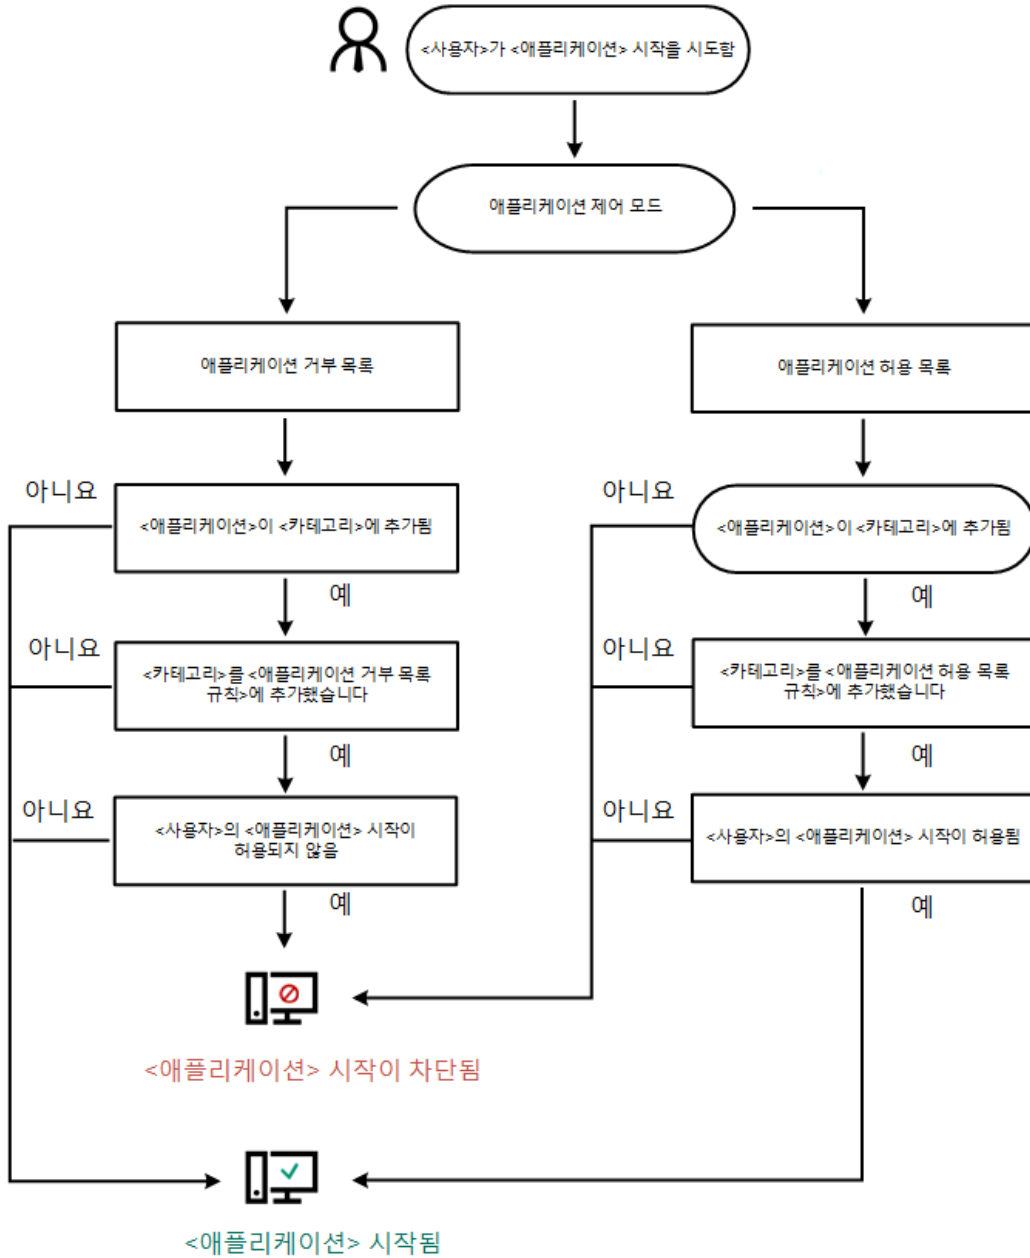 <사용자>가 <애플리케이션> 시작을 시도함
애플리케이션 제어 모드
애플리케이션 거부 목록
애플리케이션 허용 목록
아니요
<애플리케이션>이 <카테고리>에 추가됨
아니요
<애플리케이션>이 <카테고리>에 추가됨
예
예
아니요
<카테고리>를 <애플리케이션 거부 목록
규칙>에 추가했습니다
아니요
<카테고리>를 <애플리케이션 허용 목록
규칙>에 추가했습니다
예
예
아니요
<사용자>의 <애플리케이션> 시작이
허용되지 않음
아니요
<사용자>의 <애플리케이션> 시작이 허용됨
예
예
<애플리케이션> 시작이 차단됨
<애플리케이션> 시작됨